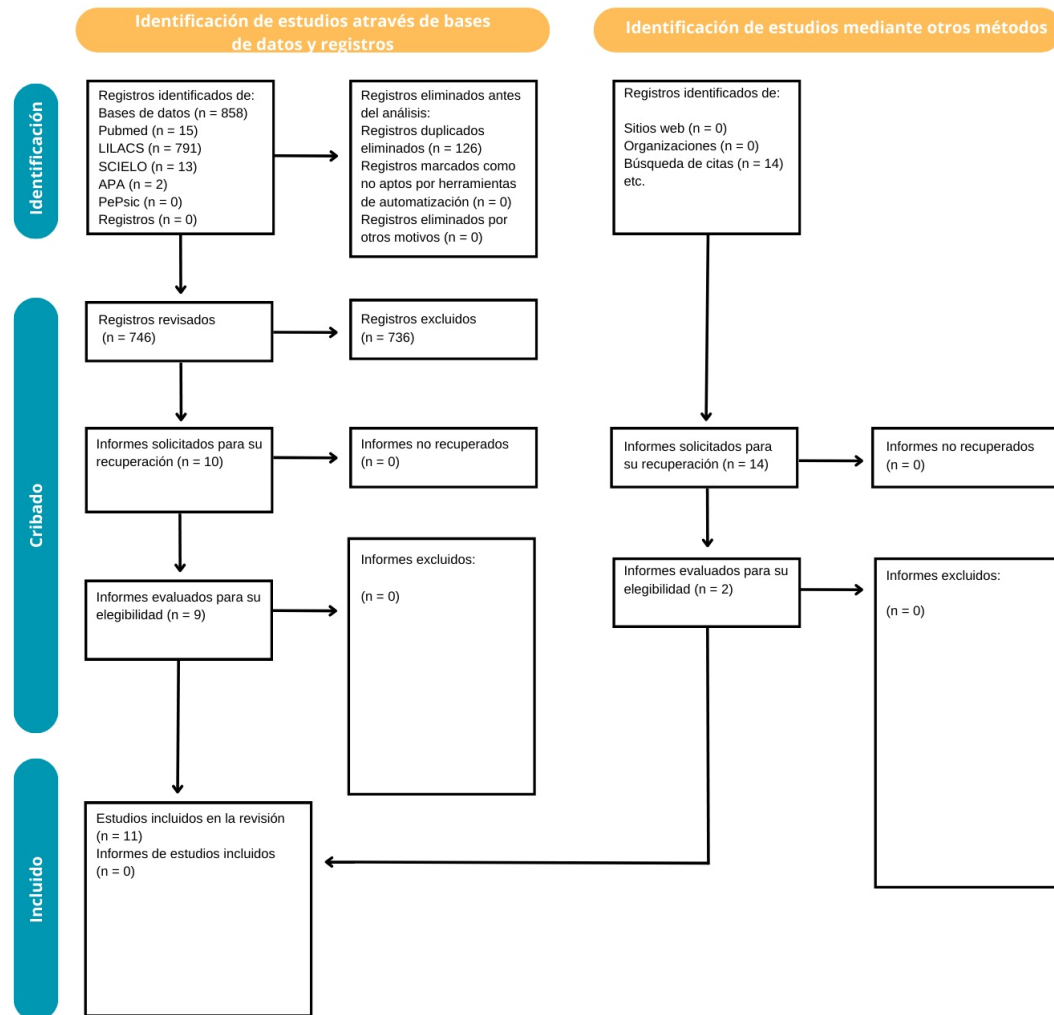 Identificación de estudios através de bases
de datos y registros
Identificación de estudios mediante otros métodos
Identificación
Registros identificados de:
Bases de datos (n = 858)
Pubmed (n = 15)
LILACS (n = 791)
SCIELO (n = 13)
APA (n = 2)
PePsic (n = 0)
Registros (n = 0)
Registros eliminados antes
del análisis:
Registros duplicados
eliminados (n = 126)
Registros marcados como
no aptos por herramientas
de automatización (n = 0)
Registros eliminados por
otros motivos (n = 0)
Registros identificados de:
Sitios web (n = 0)
Organizaciones (n = 0)
Búsqueda de citas (n = 14)
etc.
Cribado
Registros revisados
(n = 746)
Registros excluidos
(n = 736)
Informes solicitados para su
recuperación (n = 10)
Informes no recuperados
(n = 0)
Informes solicitados para
su recuperación (n = 14)
Informes no recuperados
(n = 0)
Informes evaluados para su
elegibilidad (n = 9)
Informes excluidos:
(n = 0)
Informes evaluados para su
elegibilidad (n = 2)
Informes excluidos:
(n = 0)
Incluido
Estudios incluidos en la revisión
(n = 11)
Informes de estudios incluidos
(n = 0)